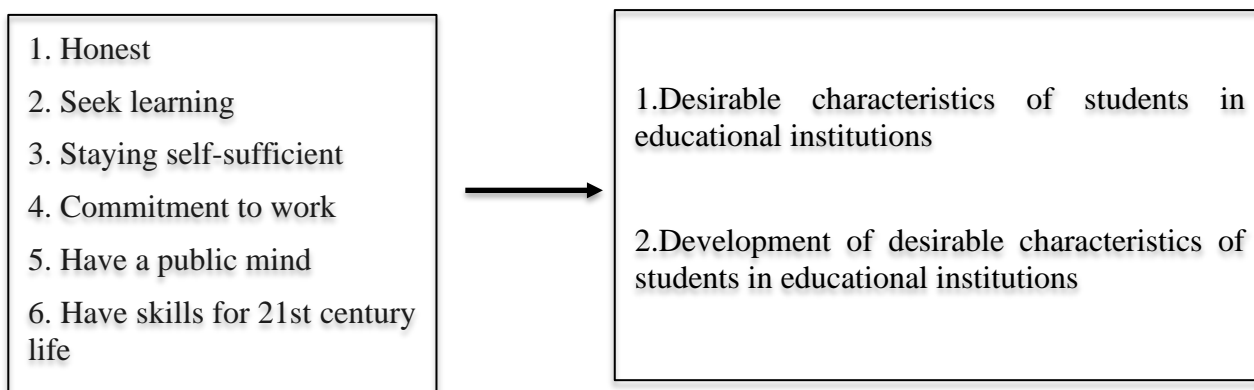 1. Honest
2. Seek learning
3. Staying self-sufficient
4. Commitment to work
5. Have a public mind
6. Have skills for 21st century
life
1.Desirable characteristics of students in
educational institutions
2.Development of desirable characteristics of
students in educational institutions